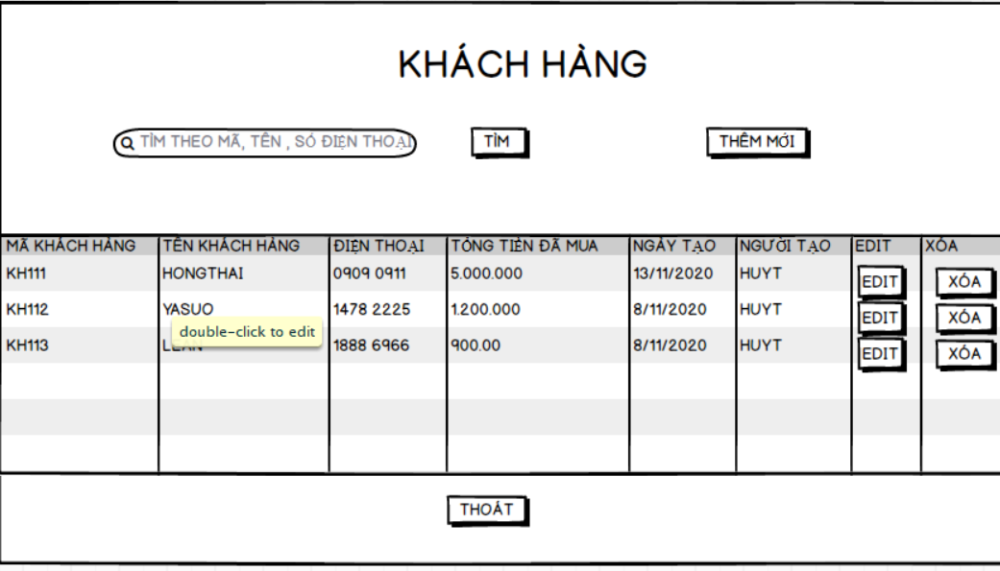 KHÁCH HÀNG
TÌM THEO MÃ, TÊN , SÓ ĐIỆN THOẠI TÌM THÊM MỚI
MÃ KHÁCH HÀNG TÊN KHÁCH HÀNG ĐIỆN THOẠI TỔNG TIỀN ĐÃ MUA NGÀY TẠO NGƯỜI TẠO EDIT XÓA
KH111 HONGTHAI 0909 0911 5.000.000 13/11/2020 HUYT EDIT XÓA
KH112 YASUO 1478 2225 1.200.000 8/11/2020 HUYT EDIT XÓA
double-click to edit
KH113 1888 6966 900.00 8/11/2020 HUYT EDIT XÓA
THOÁT